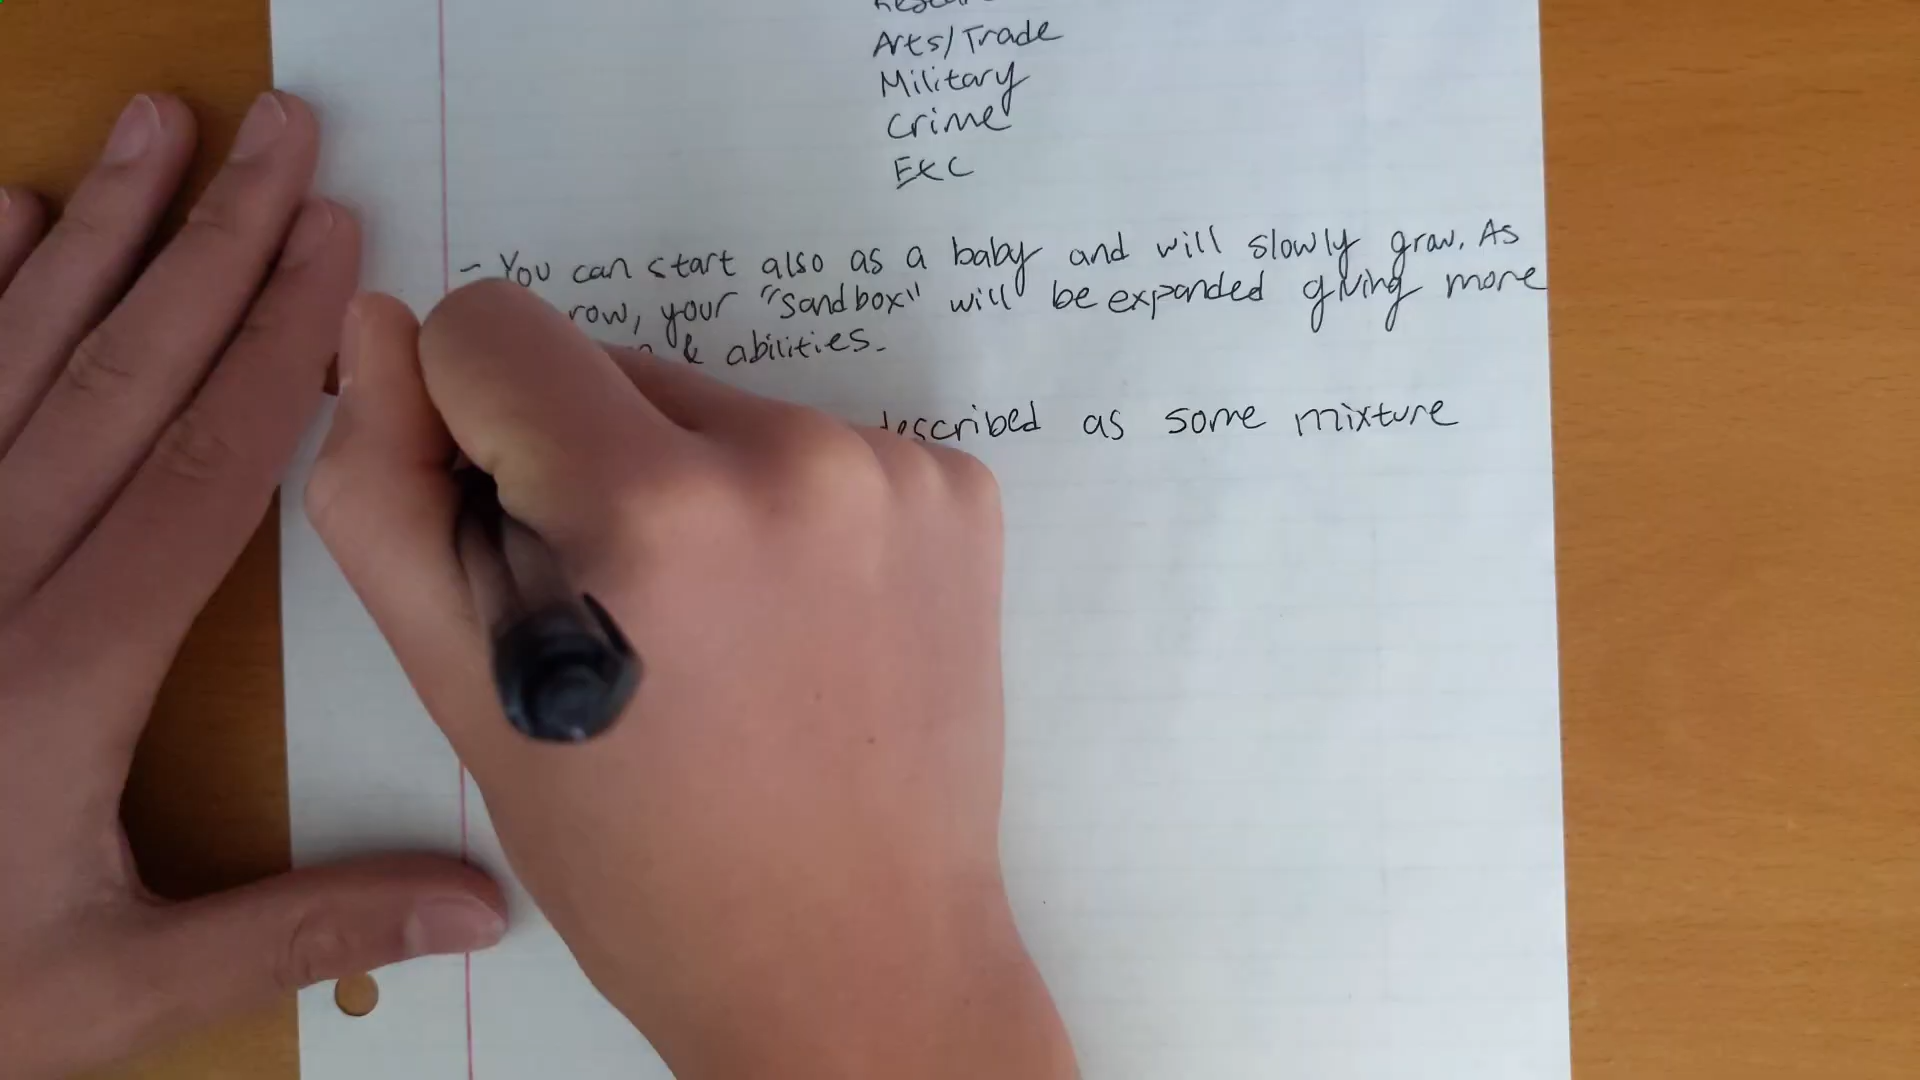 Arts/Trade
Military
Crime
EXC
- You can start also as a baby and will slowly grow. As
row, your "sandbox" will be expanded giving more
& abilities.
described as some mixture